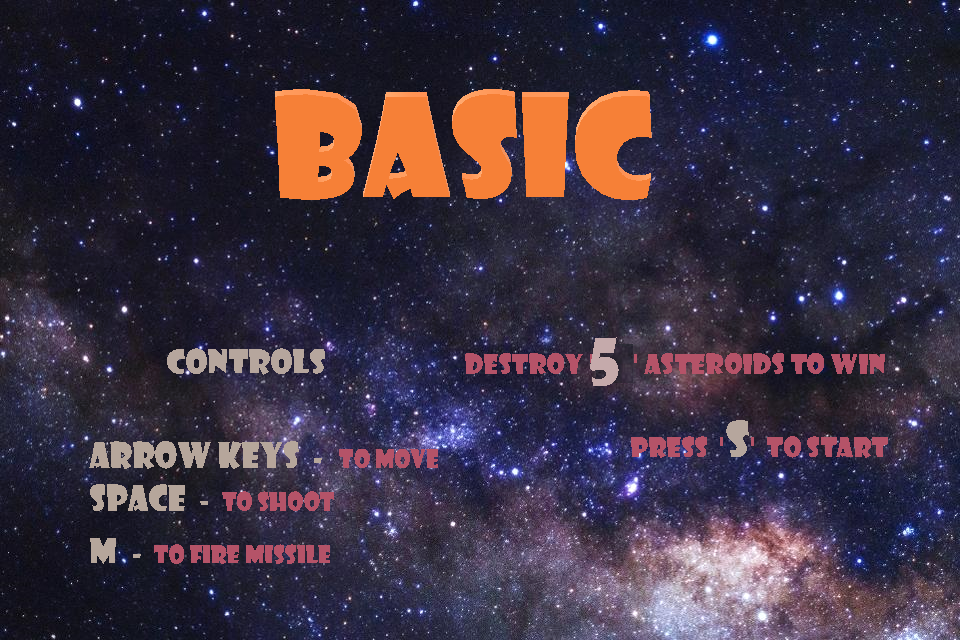 BASIC
CONTROLS
ARROW KEYS - TO MOVE
SPACE - TO SHOOT
M - TO FIRE MISSILE
DESTROY 5 ' ASTEROIDS TO WIN
PRESS 'S' TO START